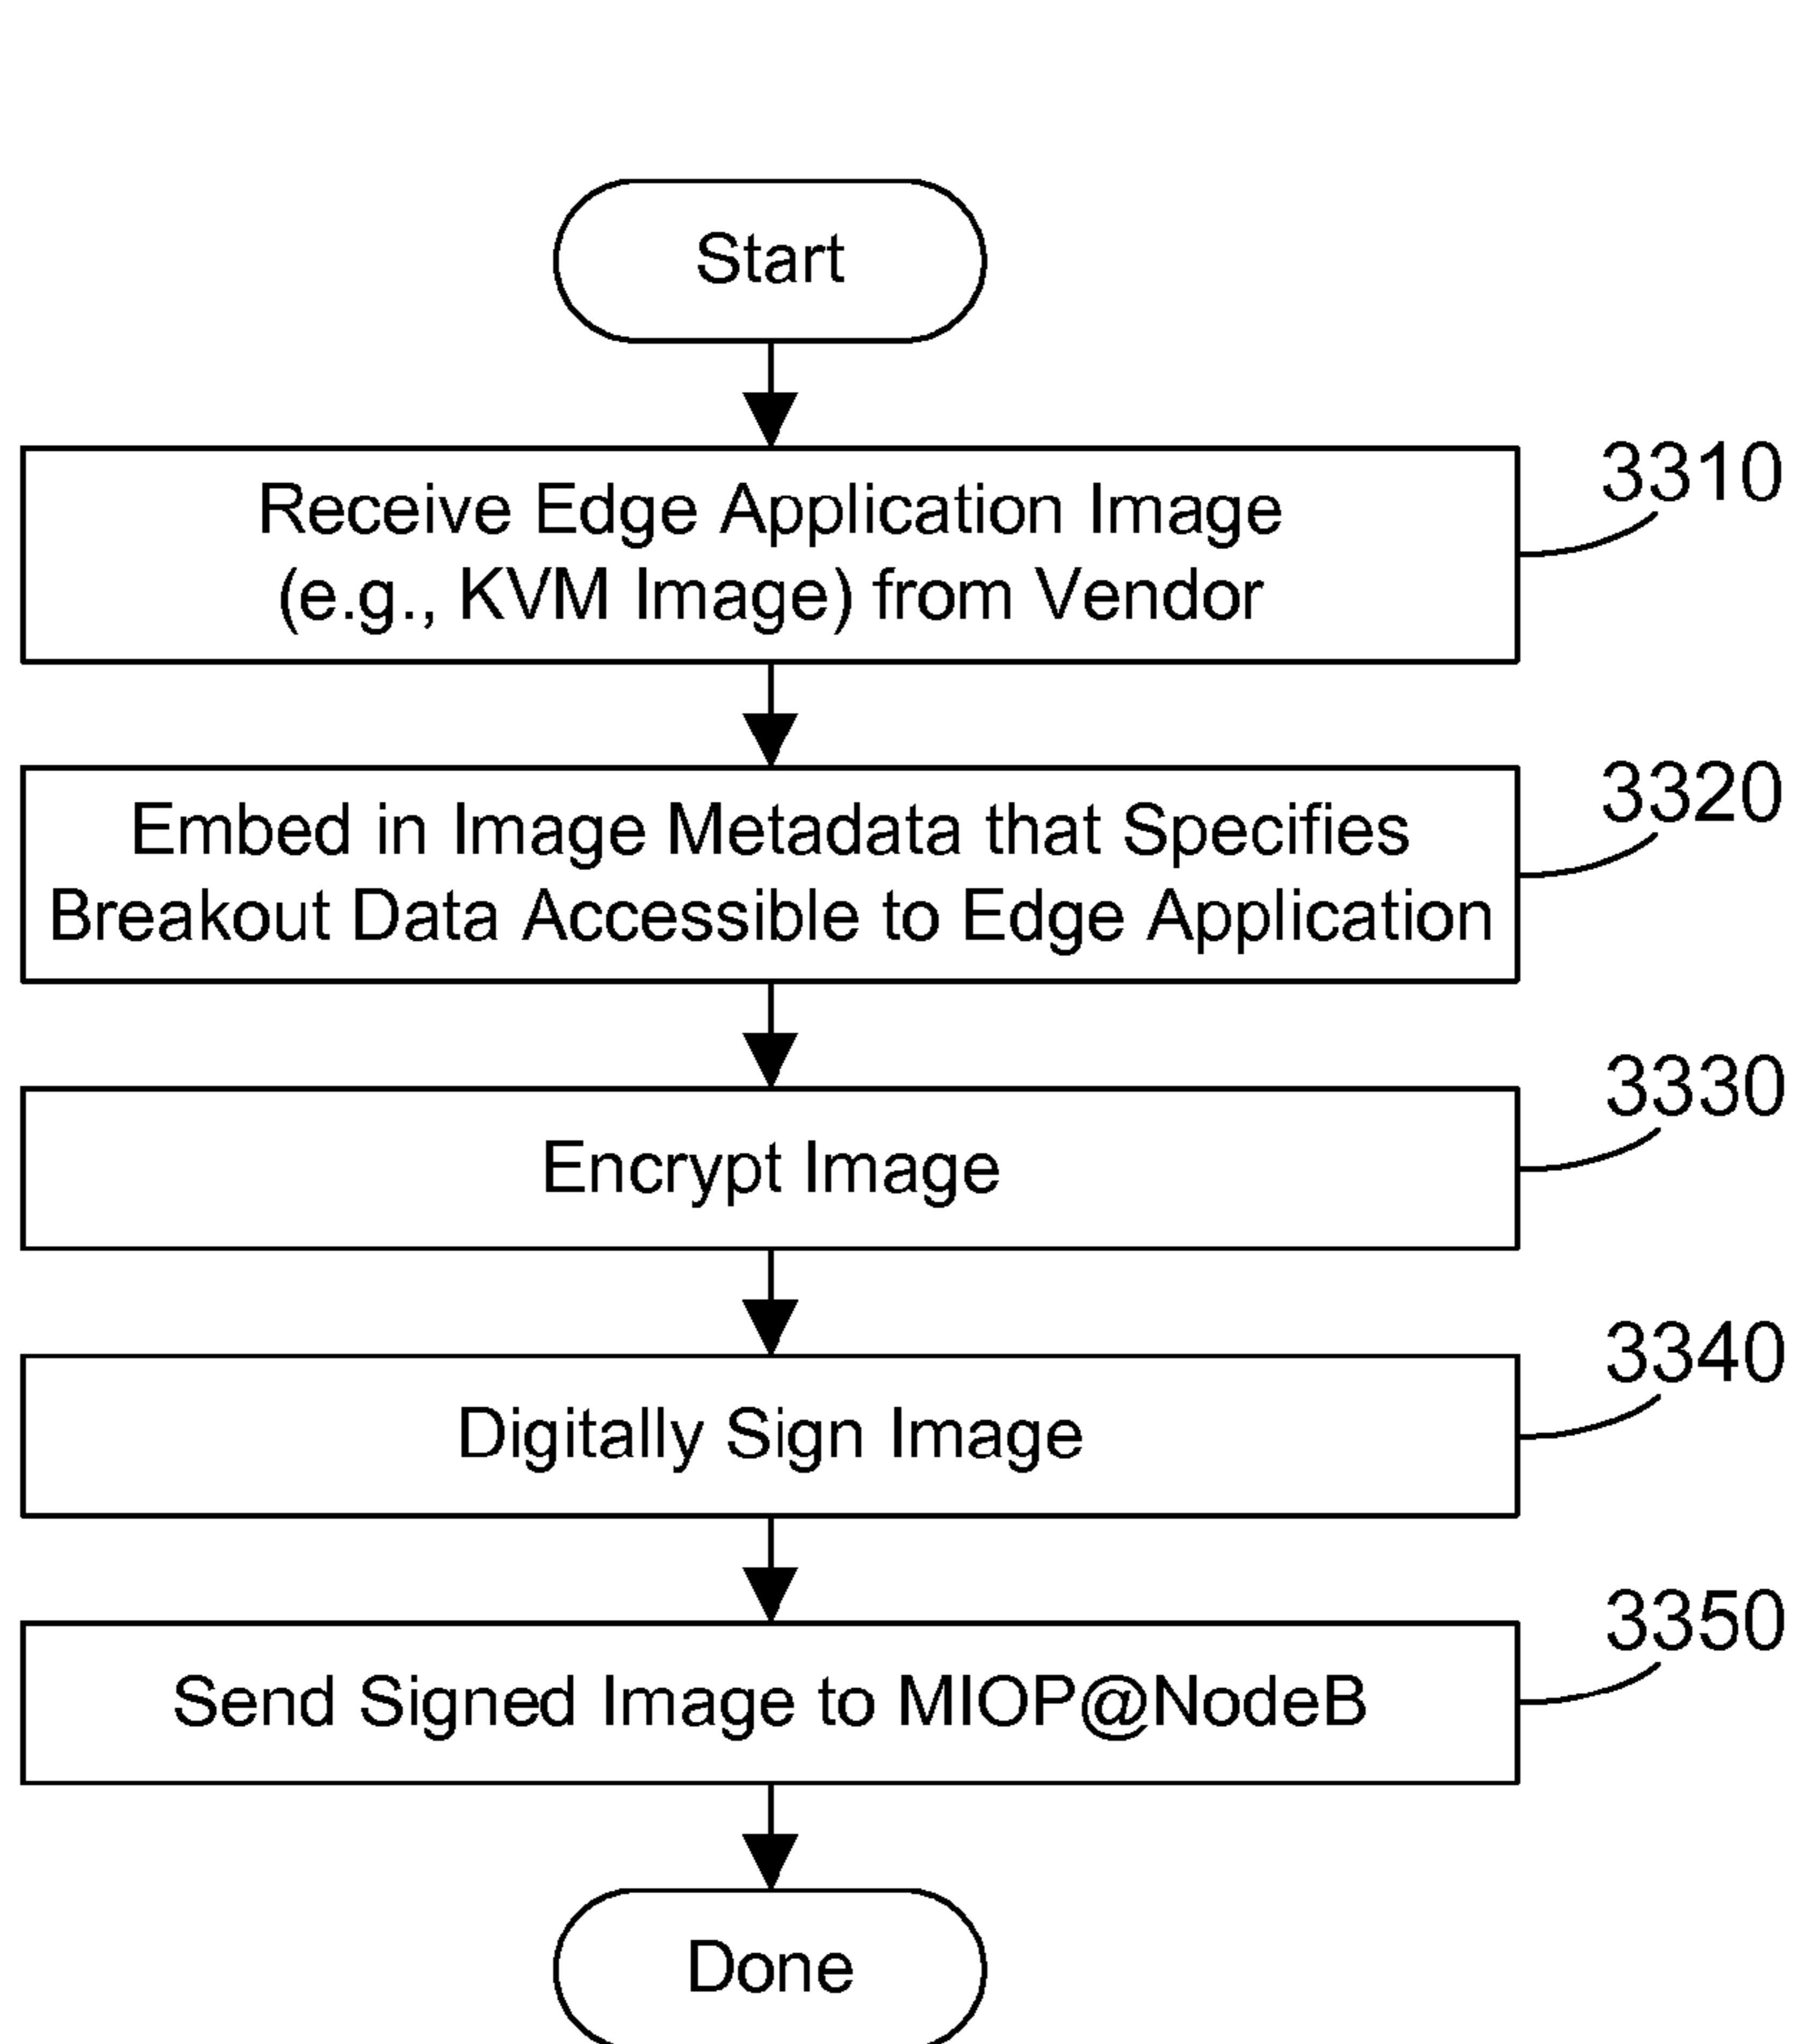 Start
Receive Edge Application Image
(e.g., KVM Image) from Vendor
3310
Embed in Image Metadata that Specifies
Breakout Data Accessible to Edge Application
3320
Encrypt Image
3330
Digitally Sign Image
3340
Send Signed Image to MIOP@NodeB
3350
Done